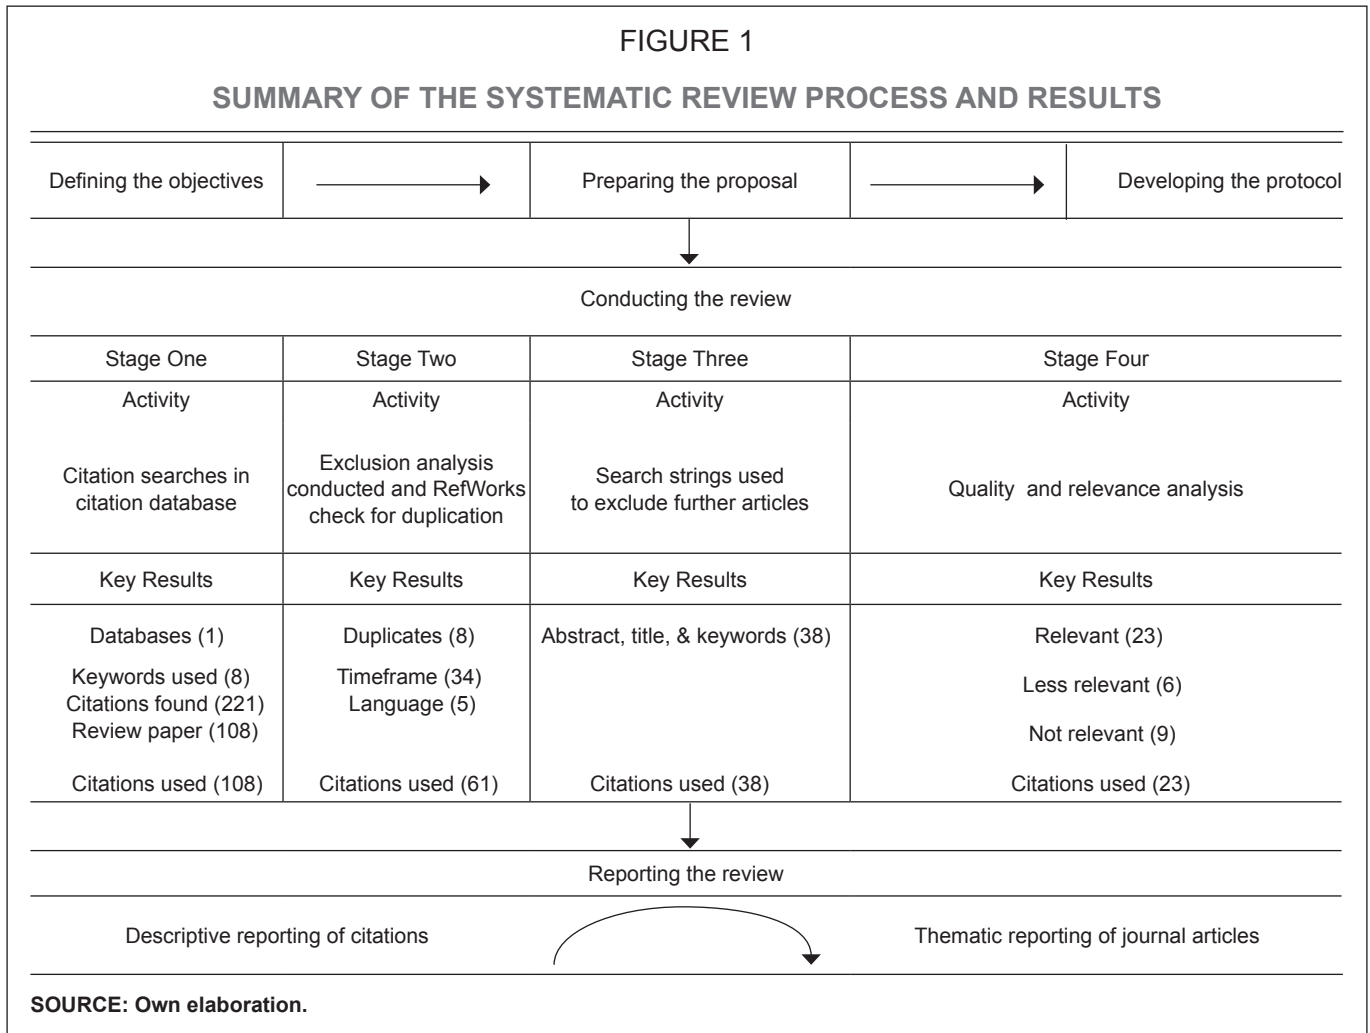 FIGURE 1
SUMMARY OF THE SYSTEMATIC REVIEW PROCESS AND RESULTS
Defining the objectives
Preparing the proposal
Developing the protocol
Conducting the review
Stage One
Stage Two
Stage Three
Stage Four
Activity
Activity
Activity
Activity
Citation searches in
citation database
Exclusion analysis
conducted and RefWorks
check for duplication
Search strings used
to exclude further articles
Quality and relevance analysis
Key Results
Key Results
Key Results
Key Results
Databases (1)
Keywords used (8)
Citations found (221)
Review paper (108)
Citations used (108)
Duplicates (8)
Timeframe (34)
Language (5)
Citations used (61)
Abstract, title, & keywords (38)
Citations used (38)
Relevant (23)
Less relevant (6)
Not relevant (9)
Citations used (23)
Reporting the review
Descriptive reporting of citations
Thematic reporting of journal articles
SOURCE: Own elaboration.